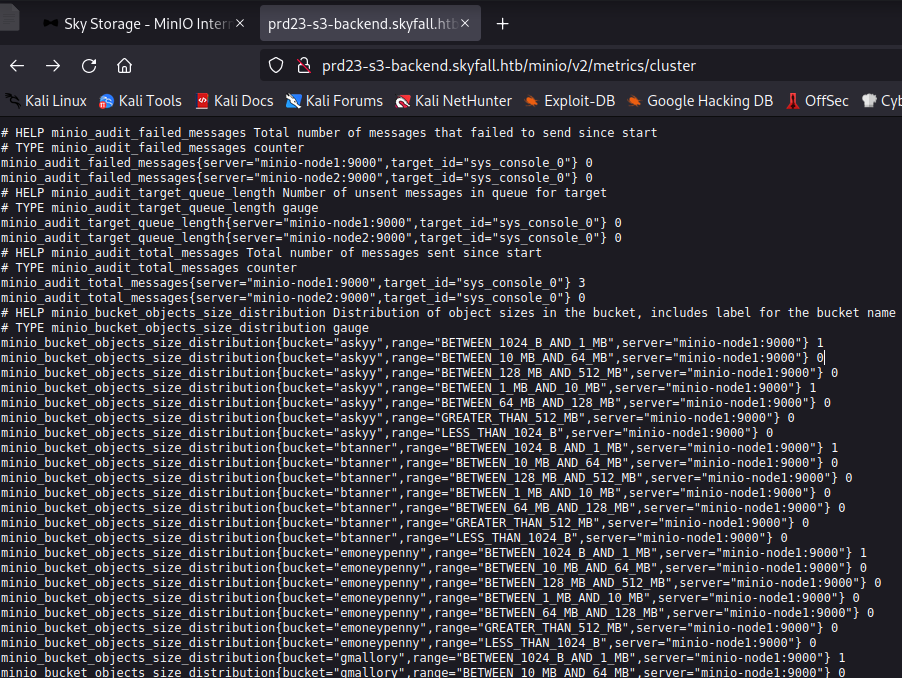 Sky Storage - MinIO Inter
prd23-s3-backend.skyfall.htb
prd23-s3-backend.skyfall.htb/minio/v2/metrics/cluster
Kali Linux Kali Tools Kali Docs Kali Forums Kali NetHunter Exploit-DB Google Hacking DB OffSec Cyb
# HELP minio_audit_failed_messages Total number of messages that failed to send since start
# TYPE minio_audit_failed_messages counter
minio_audit_failed_messages{server="minio-node1:9000",target_id="sys_console_0"} 0
minio_audit_failed_messages{server="minio-node2:9000",target_id="sys_console_0"} 0
# HELP minio_audit_target_queue_length Number of unsent messages in queue for target
# TYPE minio_audit_target_queue_length gauge
minio_audit_target_queue_length{server="minio-node1:9000",target_id="sys_console_0"} 0
minio_audit_target_queue_length{server="minio-node2:9000",target_id="sys_console_0"} 0
# HELP minio_audit_total_messages Total number of messages sent since start
# TYPE minio_audit_total_messages counter
minio_audit_total_messages{server="minio-node1:9000",target_id="sys_console_0"} 3
minio_audit_total_messages{server="minio-node2:9000",target_id="sys_console_0"} 0
# HELP minio_bucket_objects_size_distribution Distribution of object sizes in the bucket, includes label for the bucket name
# TYPE minio_bucket_objects_size_distribution gauge
minio_bucket_objects_size_distribution{bucket="askyy",range="BETWEEN_1024_B_AND_1_MB",server="minio-node1:9000"} 1
minio_bucket_objects_size_distribution{bucket="askyy",range="BETWEEN_10_MB_AND_64_MB",server="minio-node1:9000"} 0
minio_bucket_objects_size_distribution{bucket="askyy",range="BETWEEN_128_MB_AND_512_MB",server="minio-node1:9000"} 0
minio_bucket_objects_size_distribution{bucket="askyy",range="BETWEEN_1_MB_AND_10_MB",server="minio-node1:9000"} 1
minio_bucket_objects_size_distribution{bucket="askyy",range="BETWEEN_64_MB_AND_128_MB",server="minio-node1:9000"} 0
minio_bucket_objects_size_distribution{bucket="askyy",range="GREATER_THAN_512_MB",server="minio-node1:9000"} 0
minio_bucket_objects_size_distribution{bucket="askyy",range="LESS_THAN_1024_B",server="minio-node1:9000"} 0
minio_bucket_objects_size_distribution{bucket="btanner",range="BETWEEN_1024_B_AND_1_MB",server="minio-node1:9000"} 1
minio_bucket_objects_size_distribution{bucket="btanner",range="BETWEEN_10_MB_AND_64_MB",server="minio-node1:9000"} 0
minio_bucket_objects_size_distribution{bucket="btanner",range="BETWEEN_128_MB_AND_512_MB",server="minio-node1:9000"} 0
minio_bucket_objects_size_distribution{bucket="btanner",range="BETWEEN_1_MB_AND_10_MB",server="minio-node1:9000"} 0
minio_bucket_objects_size_distribution{bucket="btanner",range="BETWEEN_64_MB_AND_128_MB",server="minio-node1:9000"} 0
minio_bucket_objects_size_distribution{bucket="btanner",range="GREATER_THAN_512_MB",server="minio-node1:9000"} 0
minio_bucket_objects_size_distribution{bucket="btanner",range="LESS_THAN_1024_B",server="minio-node1:9000"} 0
minio_bucket_objects_size_distribution{bucket="emoneypenny",range="BETWEEN_1024_B_AND_1_MB",server="minio-node1:9000"} 1
minio_bucket_objects_size_distribution{bucket="emoneypenny",range="BETWEEN_10_MB_AND_64_MB",server="minio-node1:9000"} 0
minio_bucket_objects_size_distribution{bucket="emoneypenny",range="BETWEEN_128_MB_AND_512_MB",server="minio-node1:9000"} 0
minio_bucket_objects_size_distribution{bucket="emoneypenny",range="BETWEEN_1_MB_AND_10_MB",server="minio-node1:9000"} 0
minio_bucket_objects_size_distribution{bucket="emoneypenny",range="BETWEEN_64_MB_AND_128_MB",server="minio-node1:9000"} 0
minio_bucket_objects_size_distribution{bucket="emoneypenny",range="GREATER_THAN_512_MB",server="minio-node1:9000"} 0
minio_bucket_objects_size_distribution{bucket="emoneypenny",range="LESS_THAN_1024_B",server="minio-node1:9000"} 0
minio_bucket_objects_size_distribution{bucket="gmallory",range="BETWEEN_1024_B_AND_1_MB",server="minio-node1:9000"} 1
minio_bucket_objects_size_distribution{bucket="gmallory",range="BETWEEN_10_MB_AND_64_MB",server="minio-node1:9000"} 0